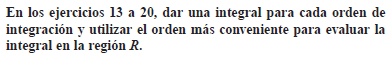 En los ejercicios 13 a 20, dar una integral para cada orden de
integración y utilizar el orden más conveniente para evaluar la
integral en la región R.